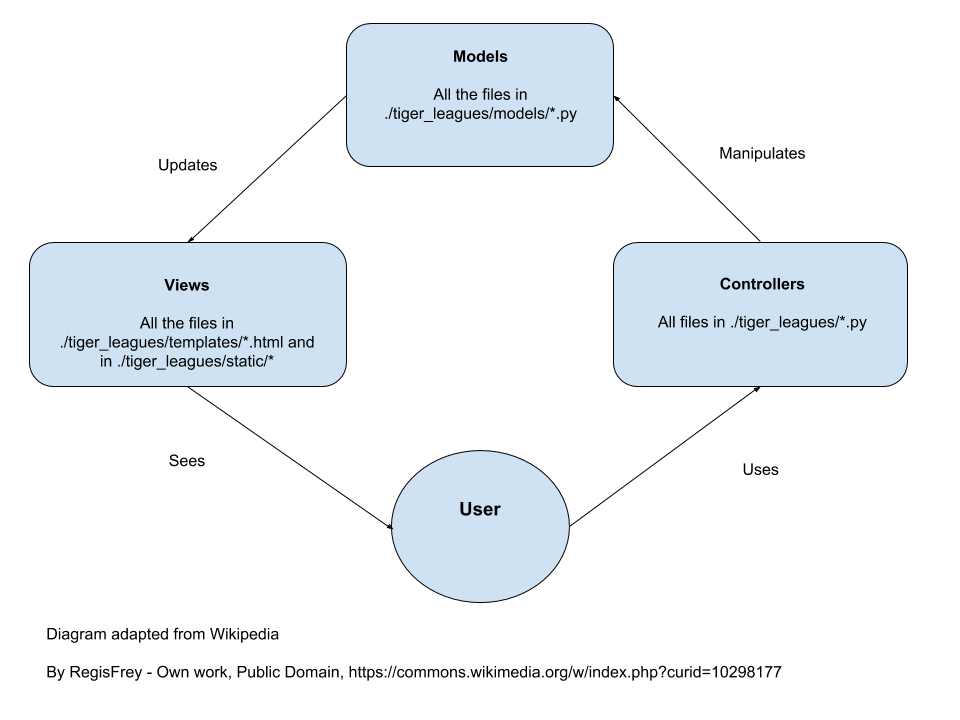 Models
All the files in
./tiger_leagues/models/*.py
Updates
Manipulates
Views
All the files in
./tiger_leagues/templates/*.html and
in ./tiger_leagues/static/*
Controllers
All files in ./tiger_leagues/*.py
Sees
Uses
User
Diagram adapted from Wikipedia
By RegisFrey - Own work, Public Domain, https://commons.wikimedia.org/w/index.php?curid=10298177